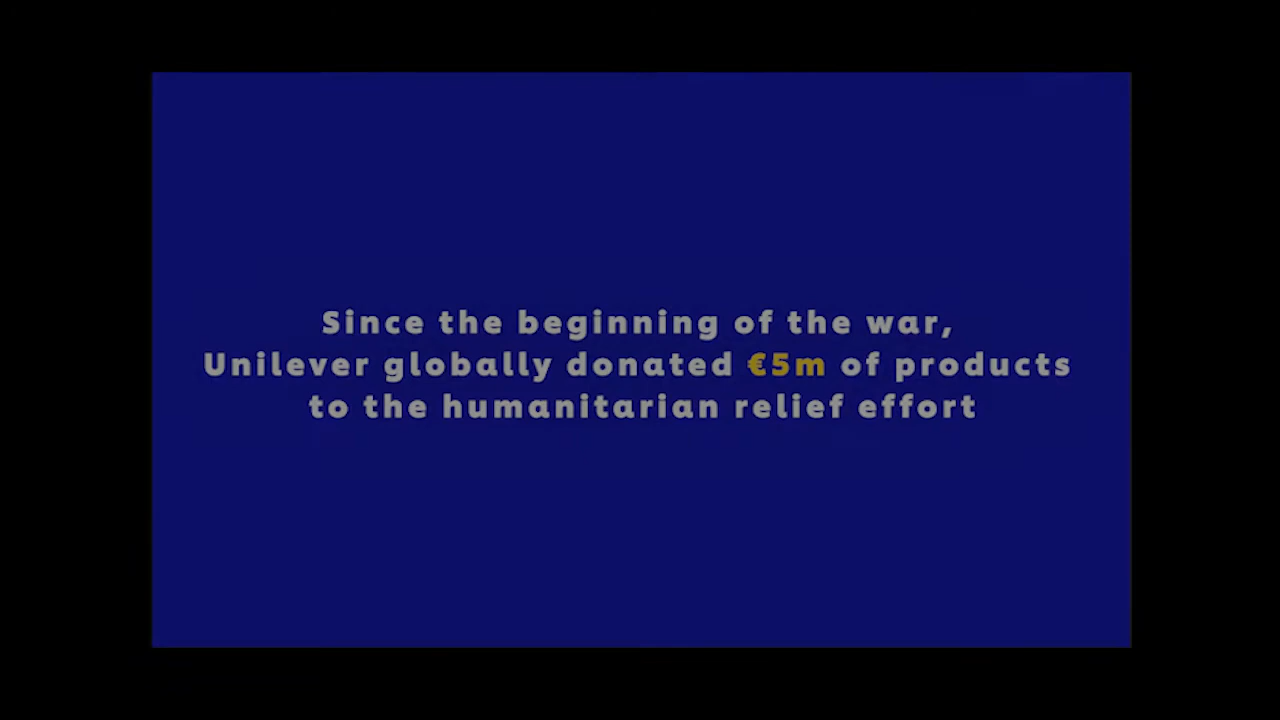 Since the beginning of the war,
Unilever globally donated €5m of products
to the humanitarian relief effort